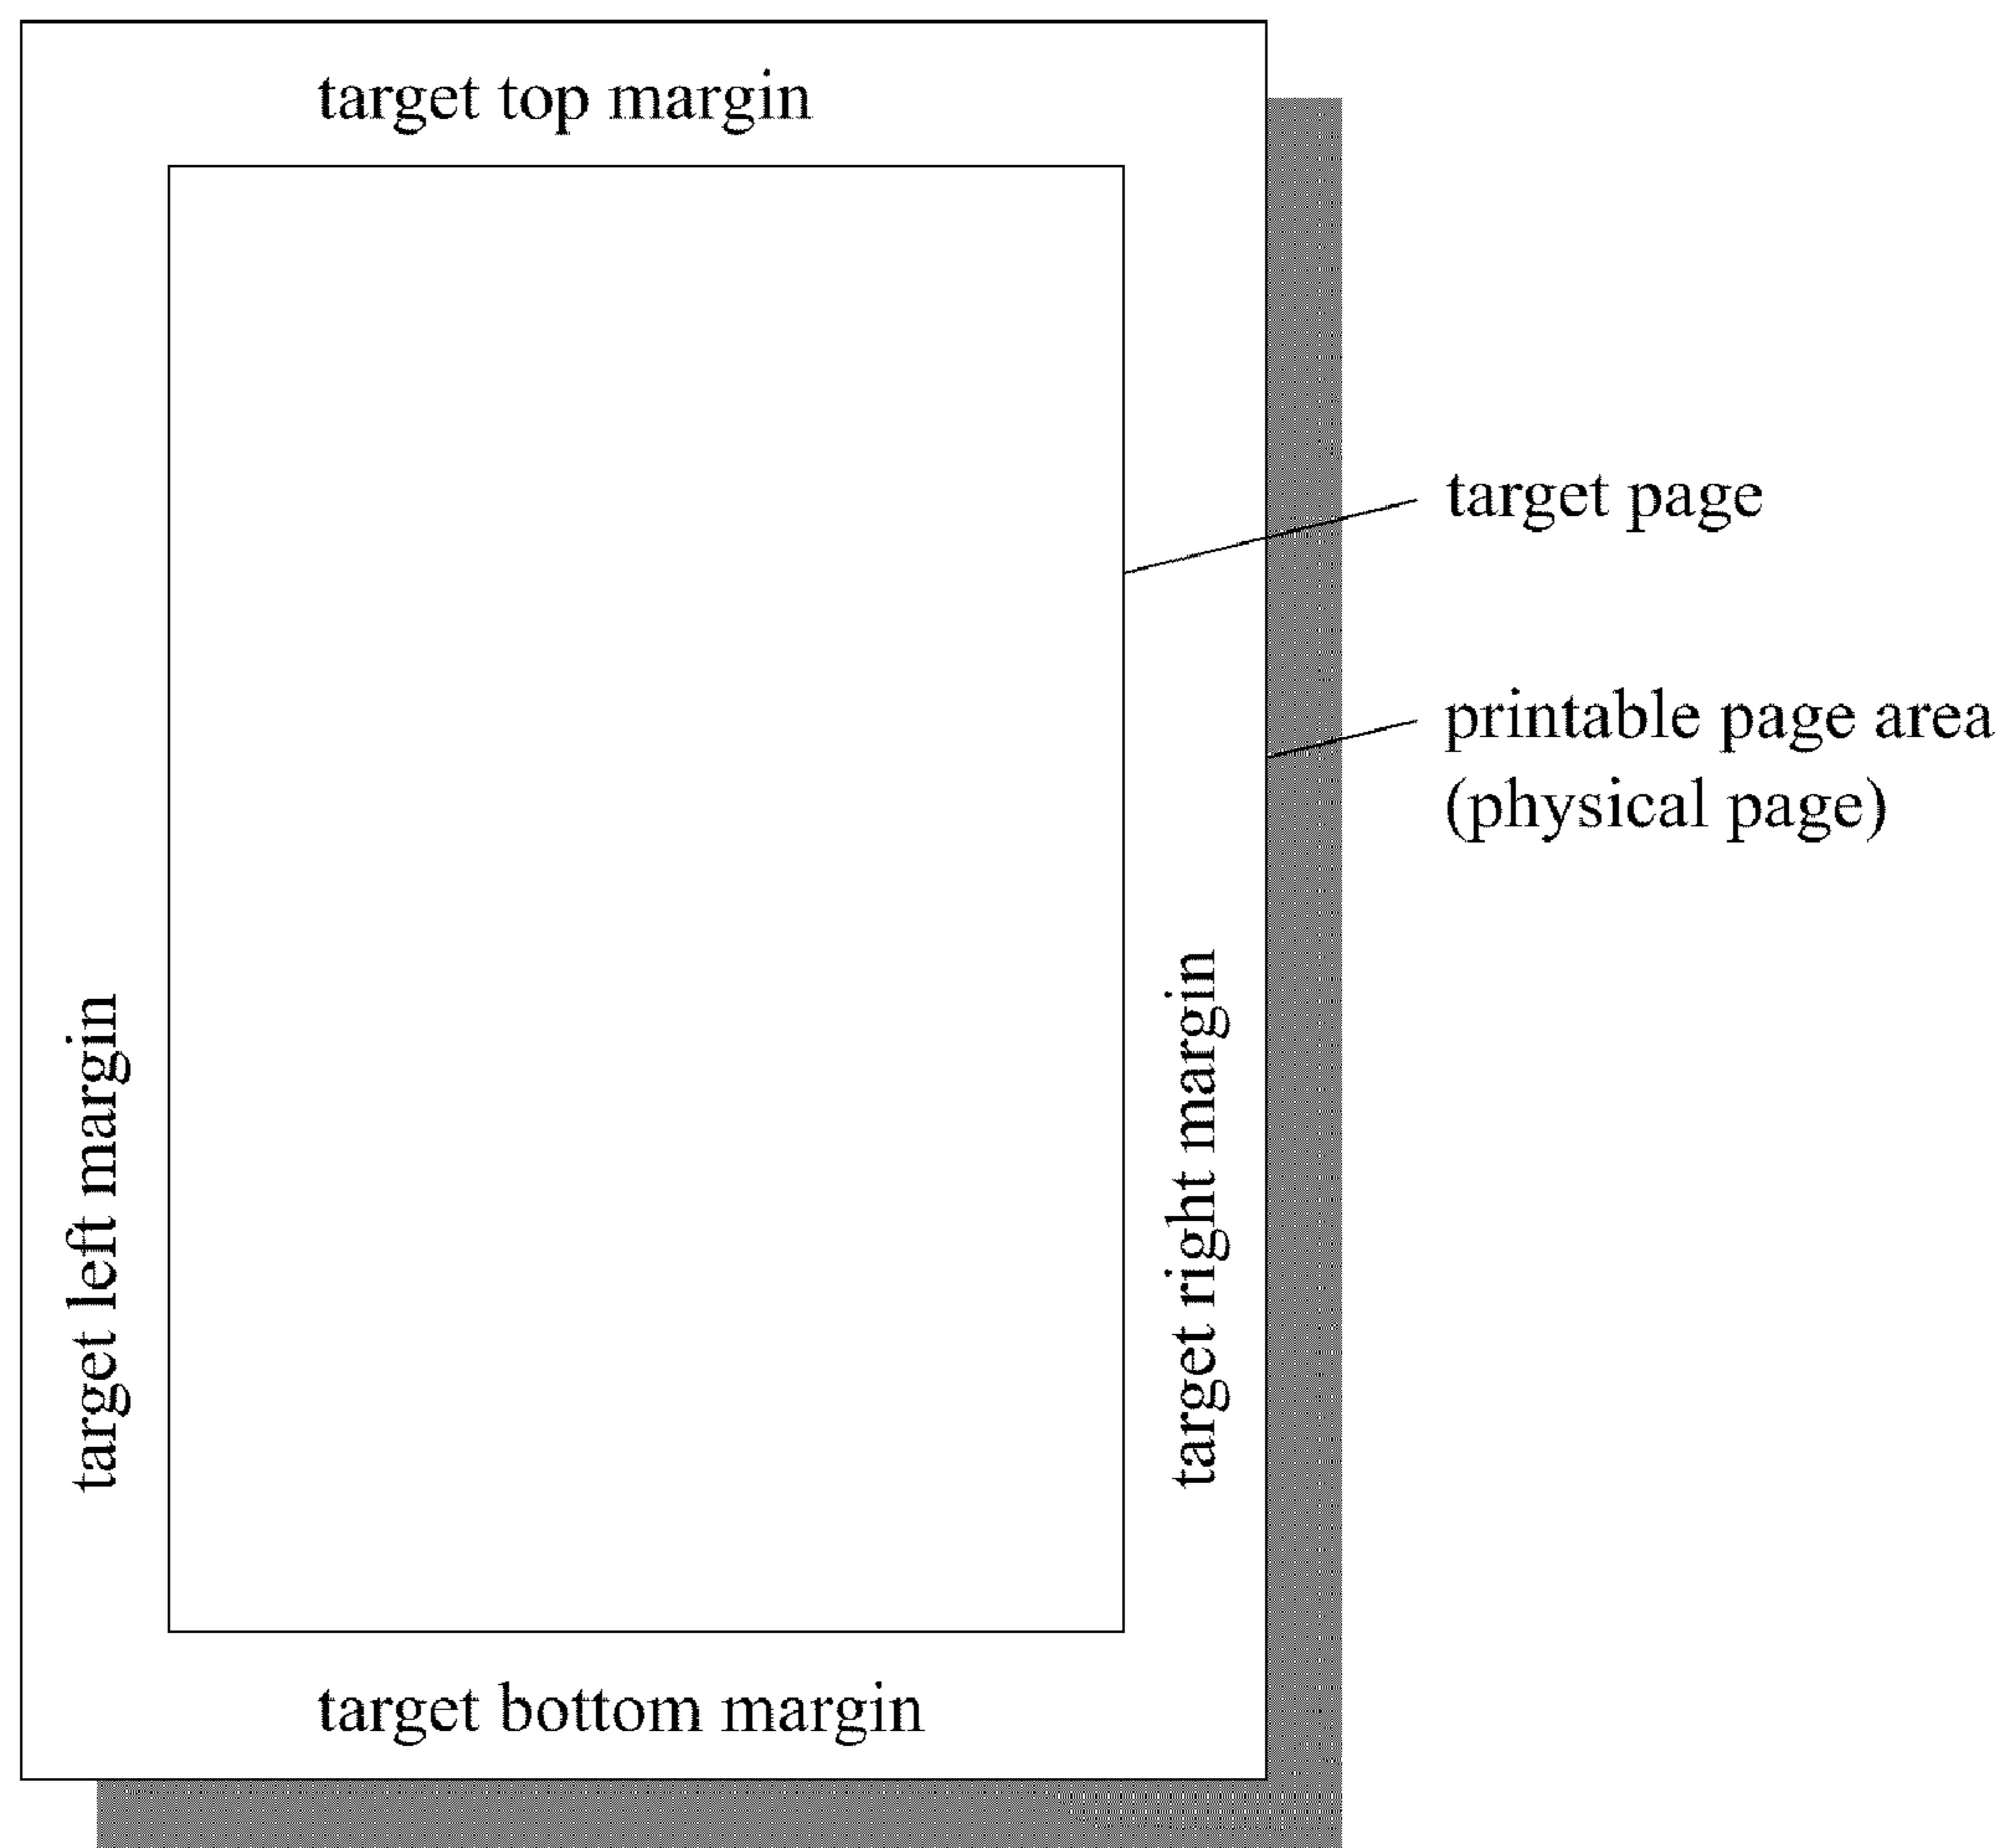 target top margin
target page
printable page area
(physical page)
target left margin
target right margin
target bottom margin